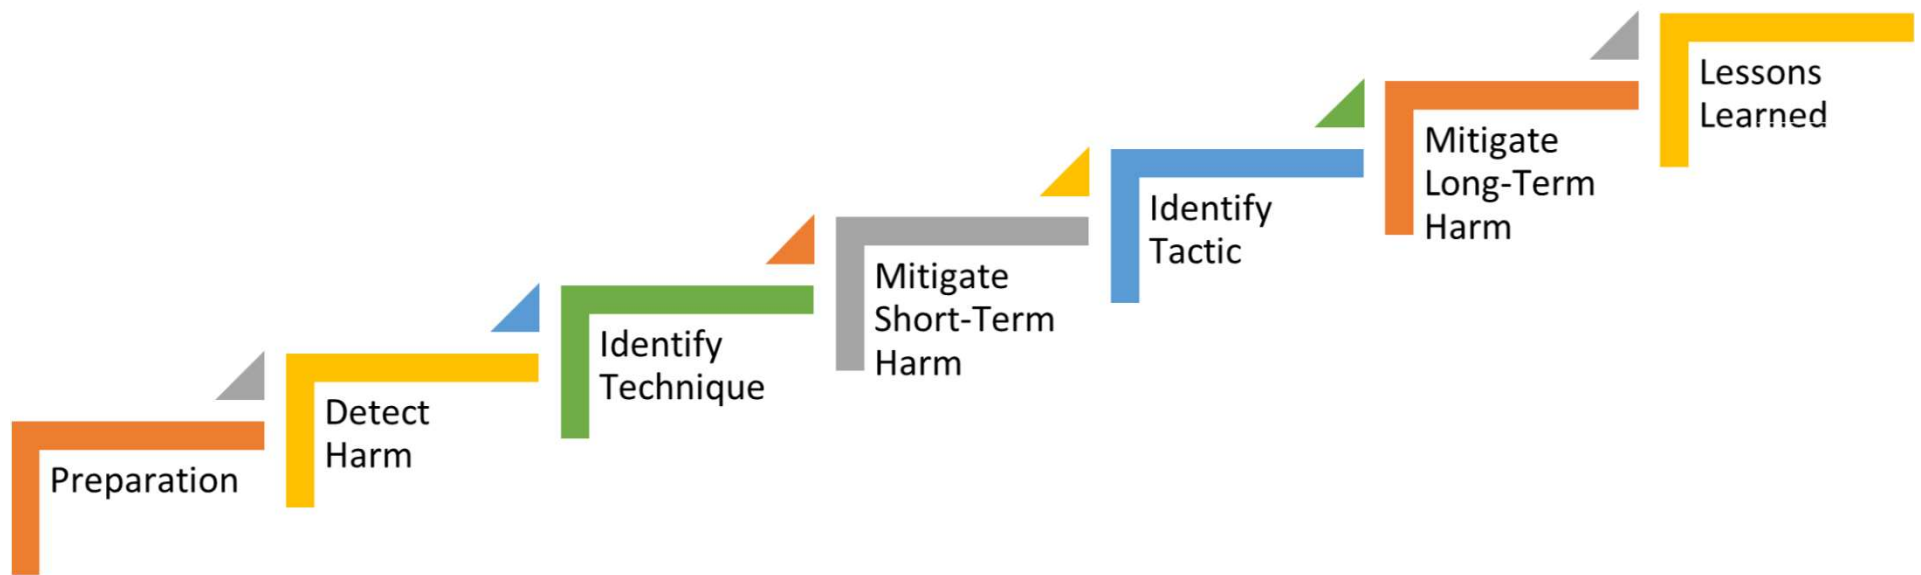 Preparation
Detect
Harm
Identify
Technique
Mitigate
Short-Term
Harm
Identify
Tactic
Mitigate
Long-Term
Harm
Lessons
Learned